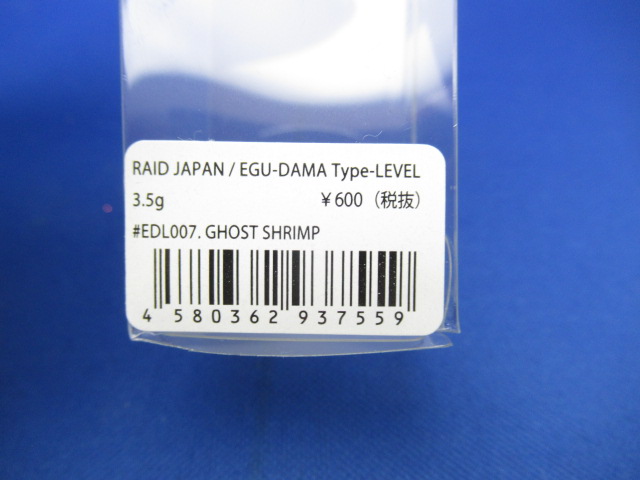 RAID JAPAN / EGU-DAMA Type-LEVEL
3.5g ￥600（税抜）
#EDL007. GHOST SHRIMP
4 580362 937559